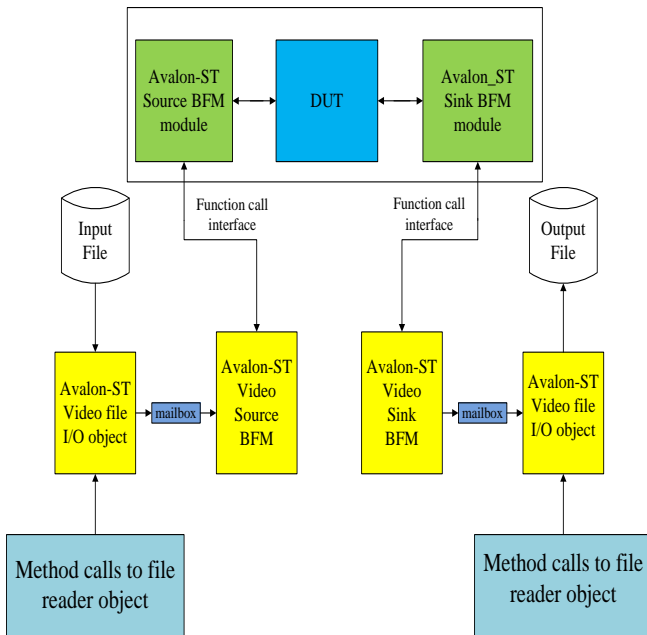 Avalon-ST
Source BFM
module
DUT
Avalon_ST
Sink BFM
module
Function call
interface
Function call
interface
Input
File
Output
File
Avalon-ST
Video file
I/O object
mailbox
Avalon-ST
Video
Source
BFM
Avalon-ST
Video
Sink
BFM
mailbox
Avalon-ST
Video file
I/O object
Method calls to file
reader object
Method calls to file
reader object